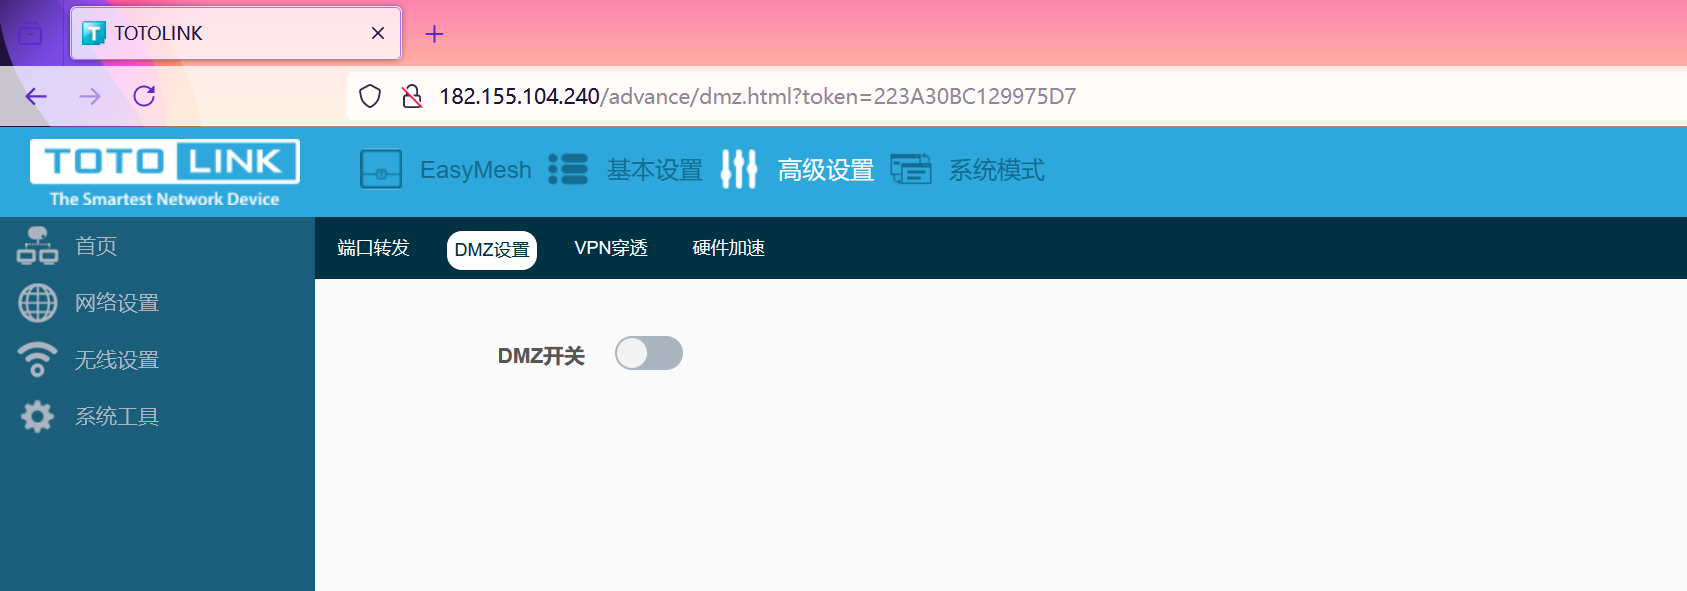 TOTOLINK
182.155.104.240/advance/dmz.html?token=223A30BC129975D7
TOTO LINK
The Smartest Network Device
EasyMesh 基本设置 高级设置 系统模式
首页
网络设置
无线设置
系统工具
端口转发 DMZ设置 VPN穿透 硬件加速
DMZ开关